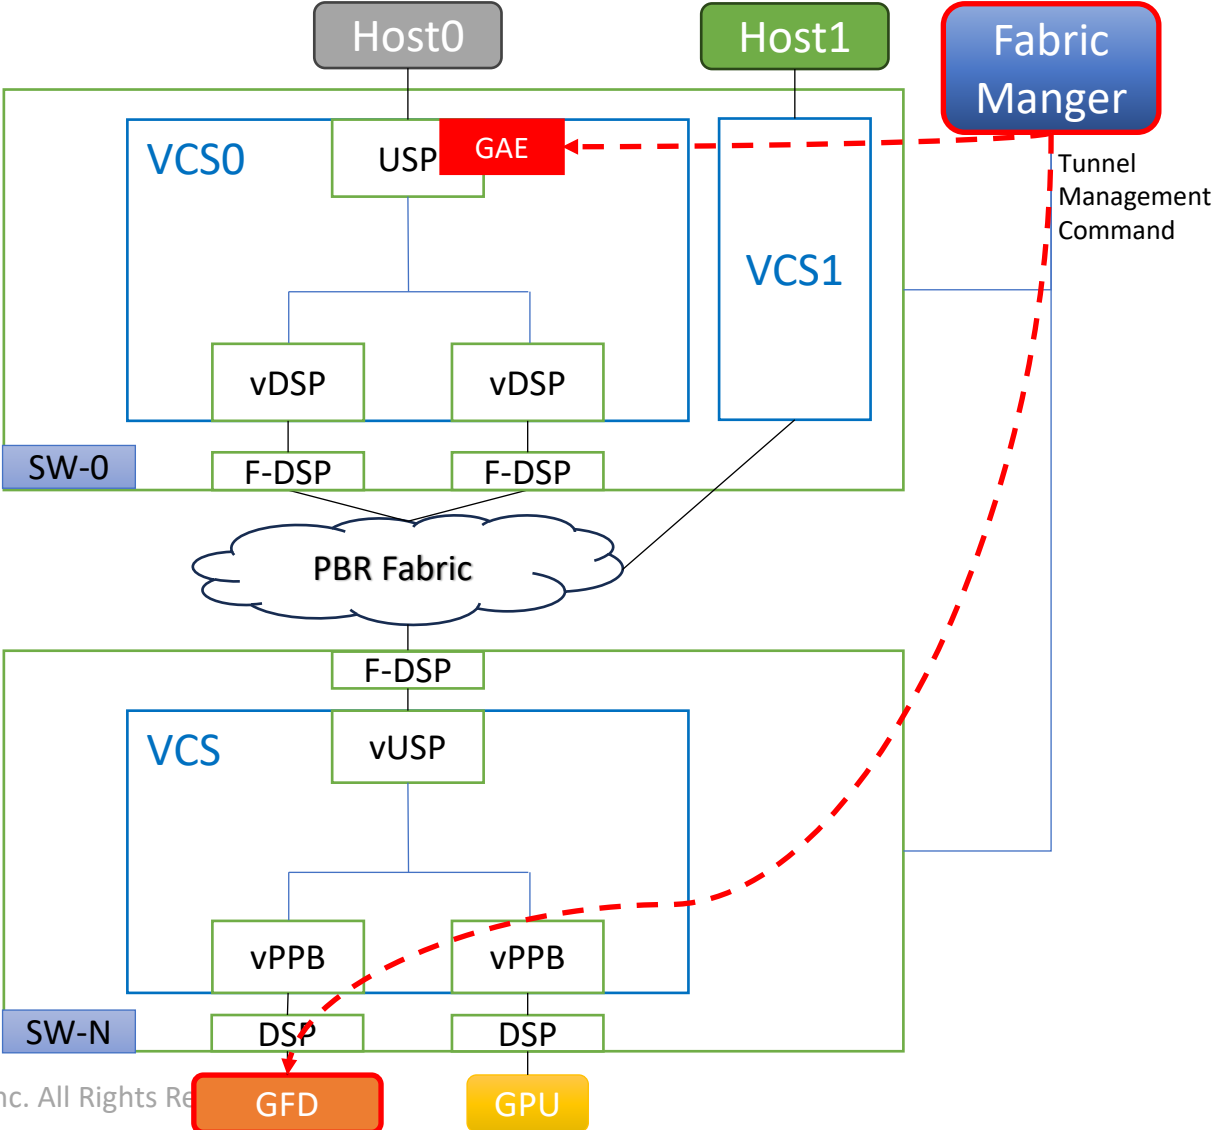 Host0
Host1
Fabric
Manger
VCS0
USP
GAE
Tunnel
Management
Command
VCS1
vDSP
vDSP
SW-0
F-DSP
F-DSP
PBR Fabric
F-DSP
VCS
vUSP
vPPB
vPPB
SW-N
DSP
DSP
nc. All Rights Re
GFD
GPU